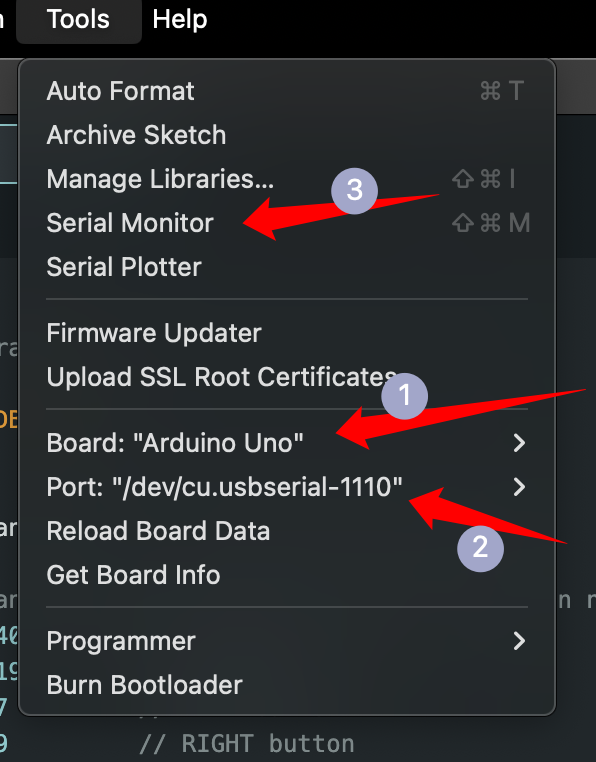 Tools Help
Auto Format ⌘ T
Archive Sketch
Manage Libraries... ⇧ ⌘ I
3
Serial Monitor ⇧ ⌘ M
Serial Plotter
Firmware Updater
Upload SSL Root Certificates
1
Board: "Arduino Uno"
Port: "/dev/cu.usbserial-1110"
Reload Board Data
2
Get Board Info
Programmer
Burn Bootloader
// RIGHT button